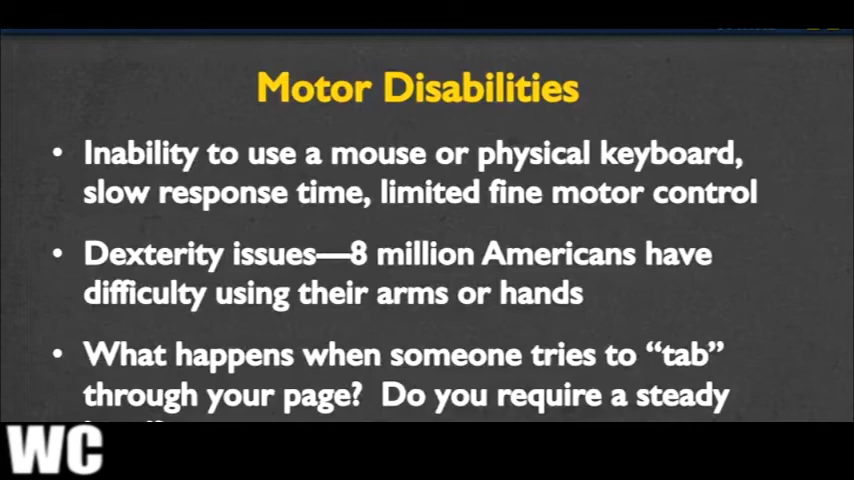 Motor Disabilities
• Inability to use a mouse or physical keyboard,
slow response time, limited fine motor control
• Dexterity issues—8 million Americans have
difficulty using their arms or hands
• What happens when someone tries to “tab”
through your page? Do you require a steady
WC